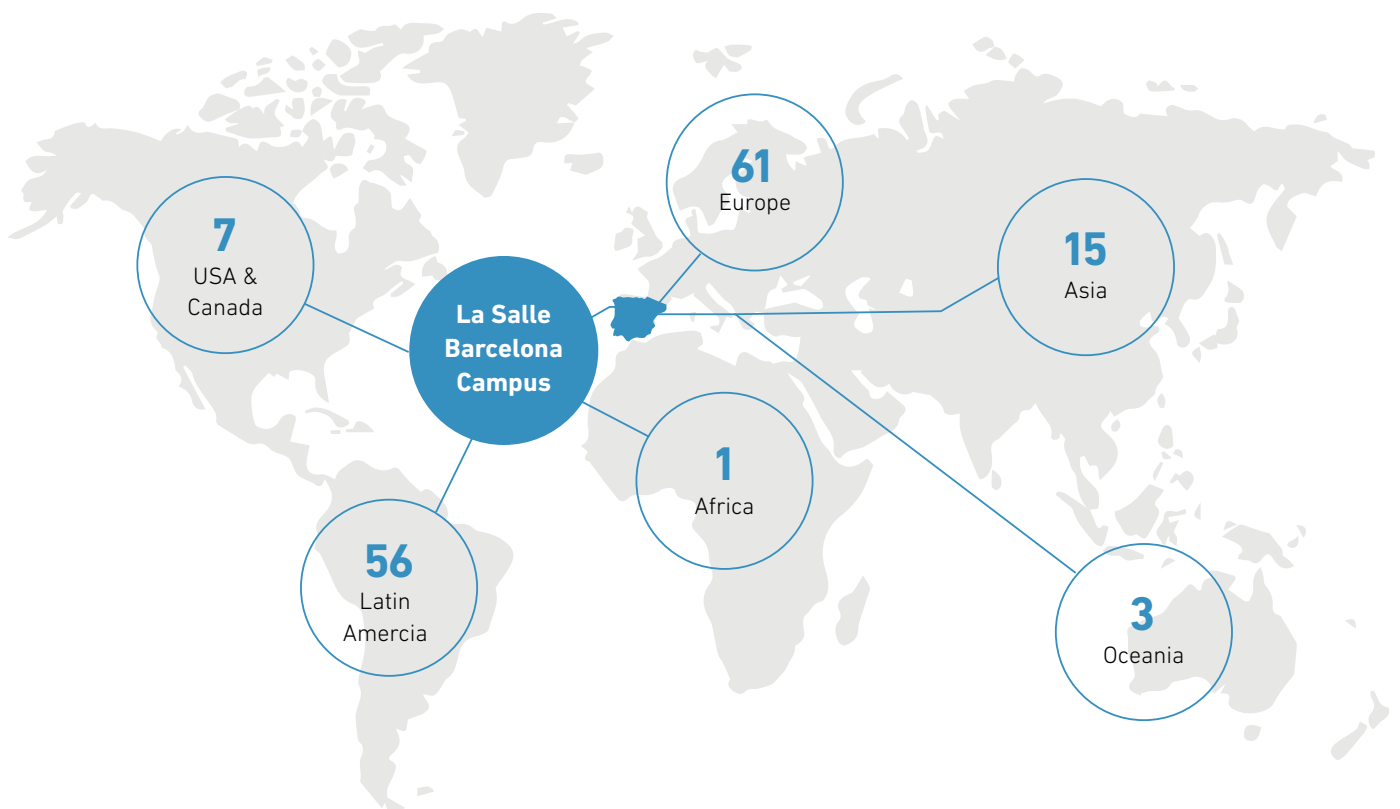 61
Europe
7
USA &
Canada
15
Asia
La Salle
Barcelona
Campus
1
Africa
56
Latin
Amercia
3
Oceania